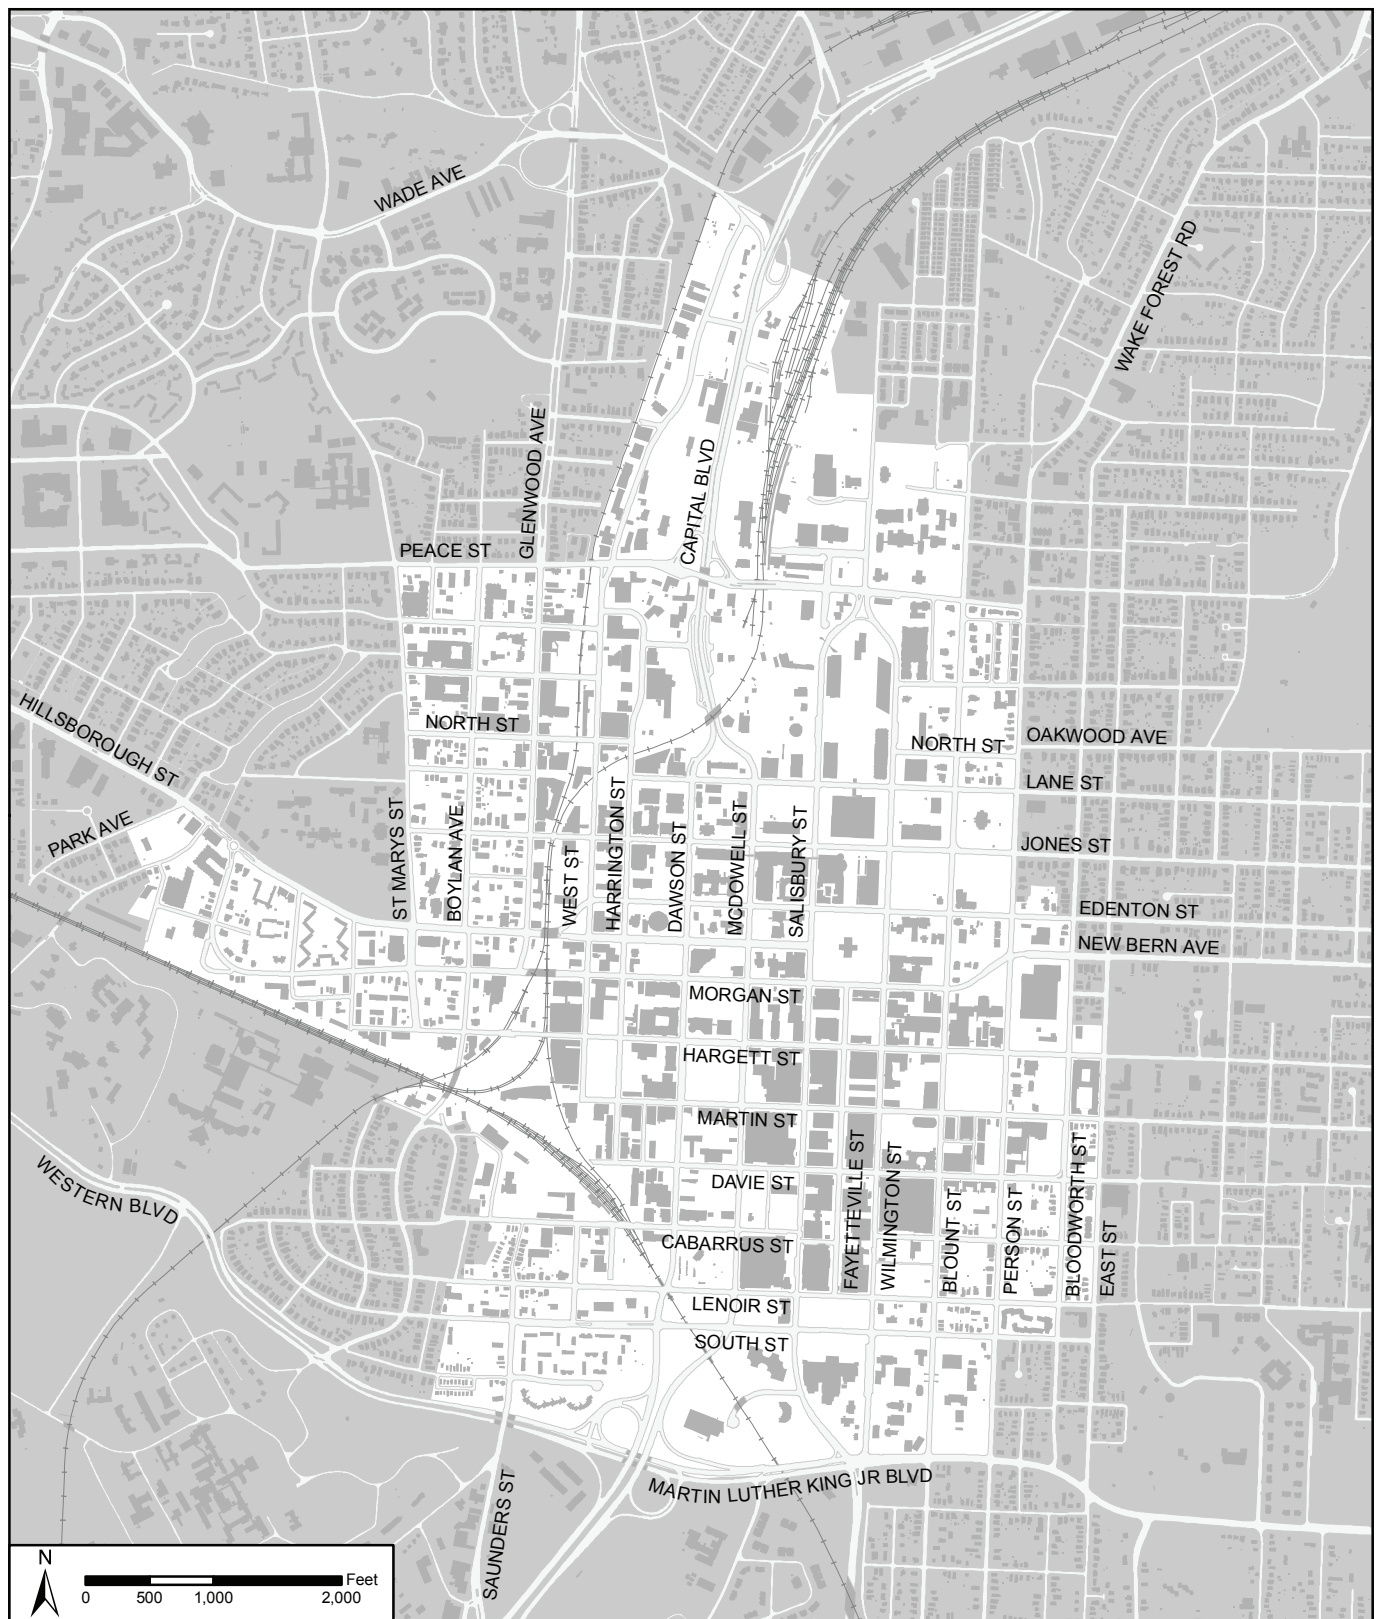 WADE AVE
WAKE FOREST RD
GLENWOOD AVE
CAPITAL BLVD
PEACE ST
HILLSBOROUGH ST
NORTH ST
NORTH ST
OAKWOOD AVE
LANE ST
PARK AVE
ST MARYS ST
BOYLAN AVE
WEST ST
HARRINGTON ST
DAWSON ST
MCDOWELL ST
SALISBURY ST
JONES ST
EDENTON ST
NEW BERN AVE
MORGAN ST
HARGETT ST
MARTIN ST
WESTERN BLVD
DAVIE ST
CABARRUS ST
FAYETTEVILLE ST
WILMINGTON ST
BLOUNT ST
PERSON ST
BLOODWORTH ST
EAST ST
LENOIR ST
SOUTH ST
MARTIN LUTHER KING JR BLVD
SAUNDERS ST
N
Feet
0 500 1,000 2,000